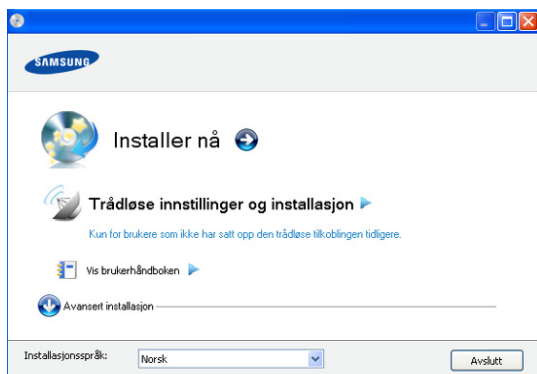 SAMSUNG
Installer nå
Trådløse innstillinger og installasjon
Kun for brukere som ikke har satt opp den trådløse tilkoblingen tidligere.
Vis brukerhåndboken
Avansert installasjon
Installasjonsspråk:
Norsk
Avslutt